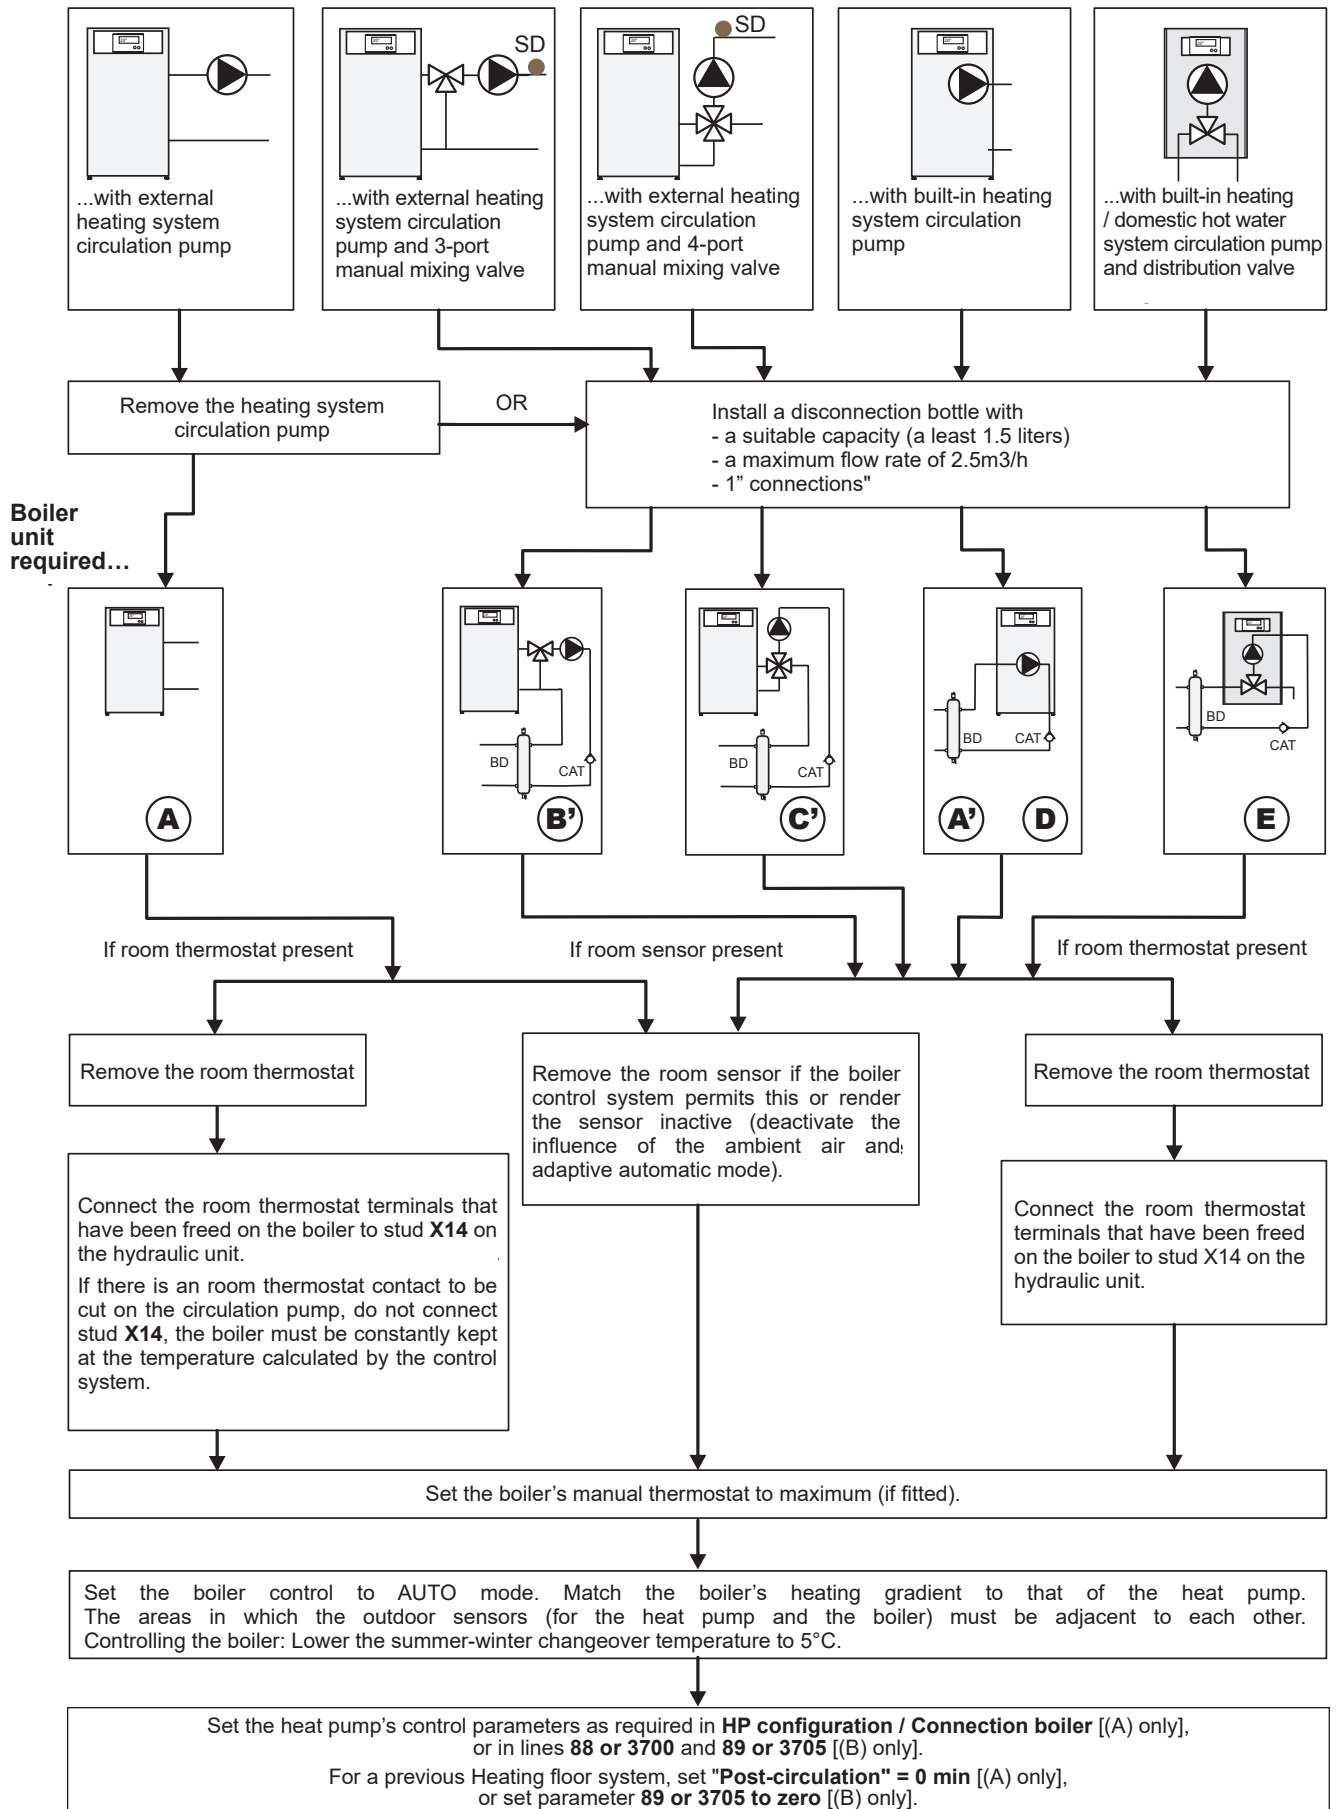 SD
SD
...with external
heating system
circulation pump
...with external heating
system circulation
pump and 3-port
manual mixing valve
...with external heating
system circulation
pump and 4-port
manual mixing valve
...with built-in heating
system circulation
pump
...with built-in heating
/ domestic hot water
system circulation pump
and distribution valve
Remove the heating system
circulation pump
OR
Install a disconnection bottle with
- a suitable capacity (a least 1.5 liters)
- a maximum flow rate of 2.5m3/h
- 1” connections"
Boiler
unit
required…
A
BD
CAT
B’
BD
CAT
C’
BD
CAT
A’
D
BD
CAT
E
If room thermostat present
If room sensor present
If room thermostat present
Remove the room thermostat
Remove the room sensor if the boiler
control system permits this or render
the sensor inactive (deactivate the
influence of the ambient air and
adaptive automatic mode).
Remove the room thermostat
Connect the room thermostat terminals that
have been freed on the boiler to stud X14 on
the hydraulic unit.
If there is an room thermostat contact to be
cut on the circulation pump, do not connect
stud X14, the boiler must be constantly kept
at the temperature calculated by the control
system.
Connect the room thermostat
terminals that have been freed
on the boiler to stud X14 on the
hydraulic unit.
Set the boiler’s manual thermostat to maximum (if fitted).
Set the boiler control to AUTO mode. Match the boiler’s heating gradient to that of the heat pump.
The areas in which the outdoor sensors (for the heat pump and the boiler) must be adjacent to each other.
Controlling the boiler: Lower the summer-winter changeover temperature to 5°C.
Set the heat pump’s control parameters as required in HP configuration / Connection boiler [(A) only],
or in lines 88 or 3700 and 89 or 3705 [(B) only].
For a previous Heating floor system, set "Post-circulation" = 0 min [(A) only],
or set parameter 89 or 3705 to zero [(B) only].